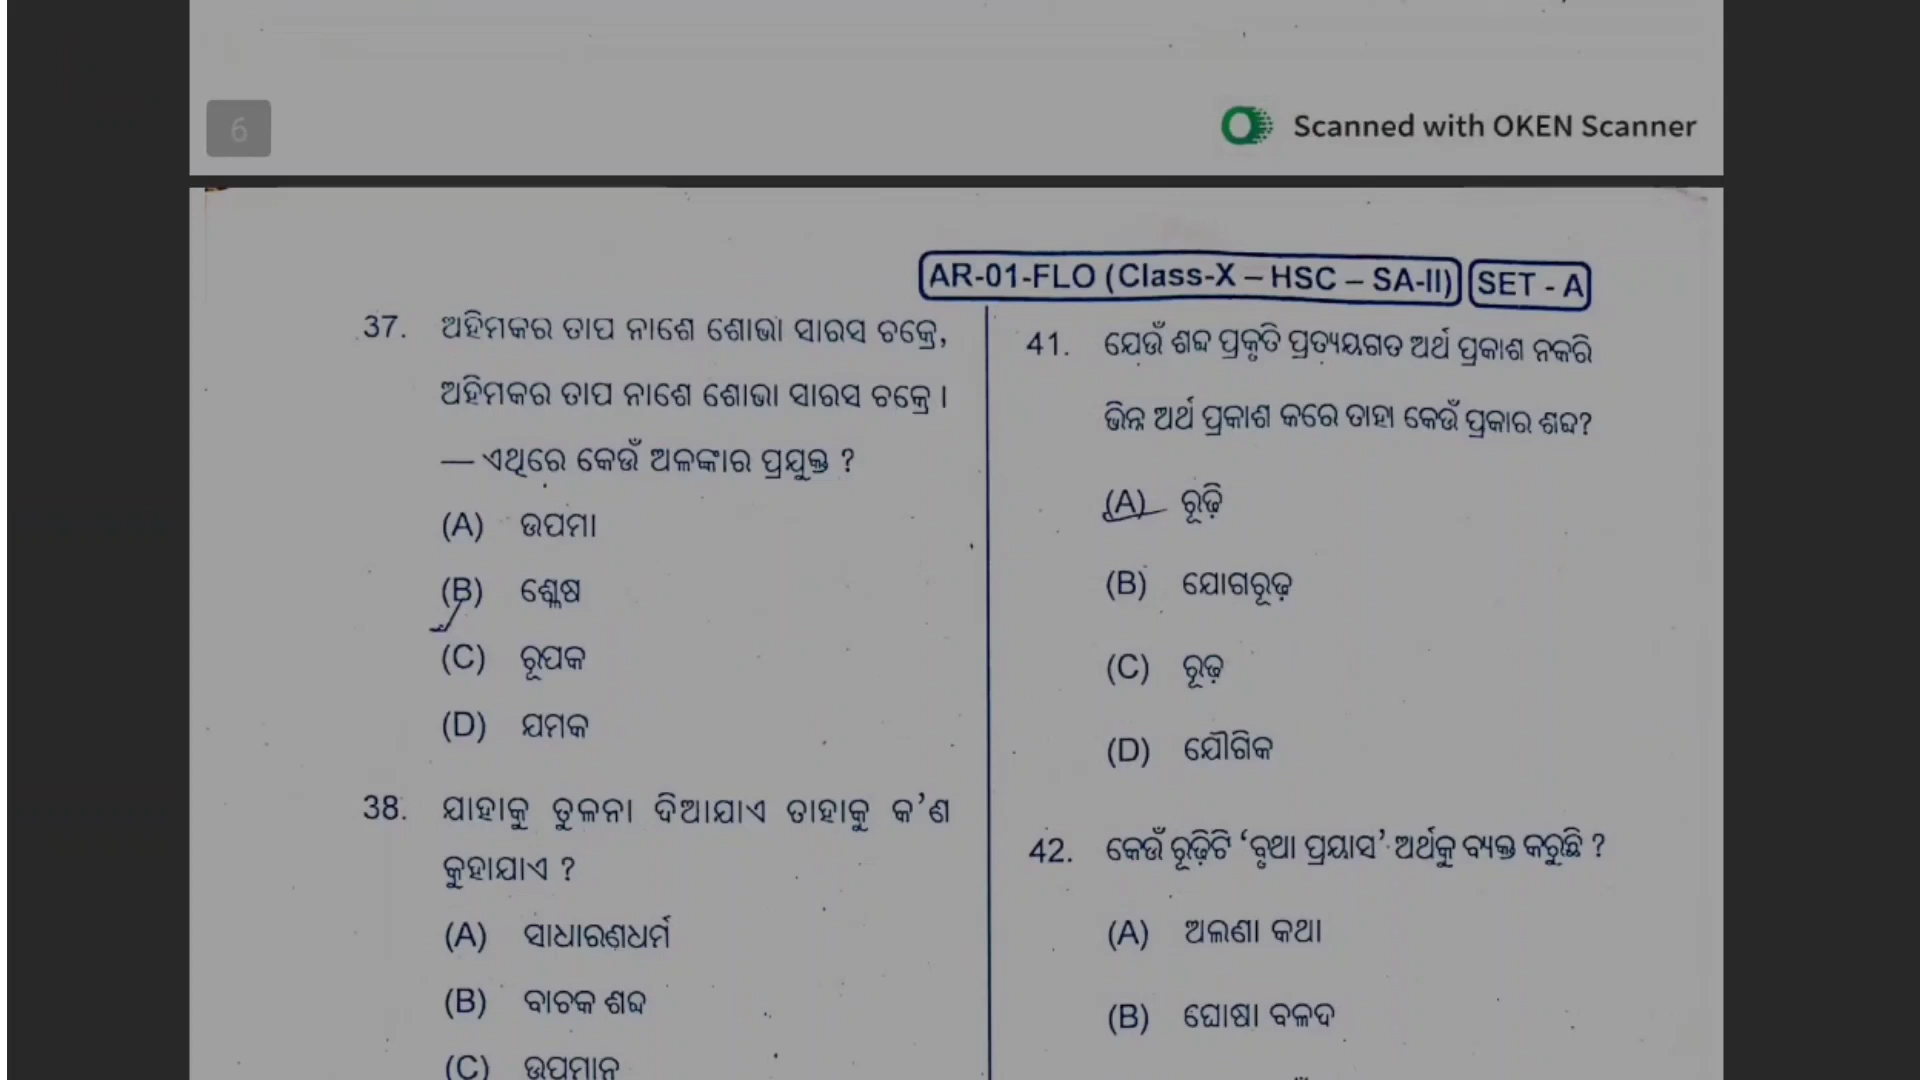 6
Scanned with OKEN Scanner
AR-01-FLO (Class-X – HSC – SA-II) SET - A
37. ଅହିମକର ତାପ ନାଶେ ଶୋଭା ସାରସ ଚକ୍ରେ,
ଅହିମକର ତାପ ନାଶେ ଶୋଭା ସାରସ ଚକ୍ରେ ।
— ଏଥିରେ କେଉଁ ଅଳଙ୍କାର ପ୍ରଯୁକ୍ତ ?
(A) ଉପମା
(B) ଶ୍ଳେଷ
(C) ରୂପକ
(D) ଯମକ
38. ଯାହାକୁ ତୁଳନା ଦିଆଯାଏ ତାହାକୁ କ'ଣ
କୁହାଯାଏ ?
(A) ସାଧାରଣଧର୍ମ
(B) ବାଚକ ଶବ୍ଦ
(C) ଉପମାନ
41. ଯେଉଁ ଶବ୍ଦ ପ୍ରକୃତି ପ୍ରତ୍ୟୟଗତ ଅର୍ଥ ପ୍ରକାଶ ନକରି
ଭିନ୍ନ ଅର୍ଥ ପ୍ରକାଶ କରେ ତାହା କେଉଁ ପ୍ରକାର ଶବ୍ଦ?
(A) ରୂଢ଼ି
(B) ଯୋଗରୂଢ଼
(C) ରୂଢ଼
(D) ଯୌଗିକ
42. କେଉଁ ରୂଢ଼ିଟି ‘ବୃଥା ପ୍ରୟାସ’ ଅର୍ଥକୁ ବ୍ୟକ୍ତ କରୁଛି ?
(A) ଅଲଣା କଥା
(B) ଘୋଷା ବଳଦ